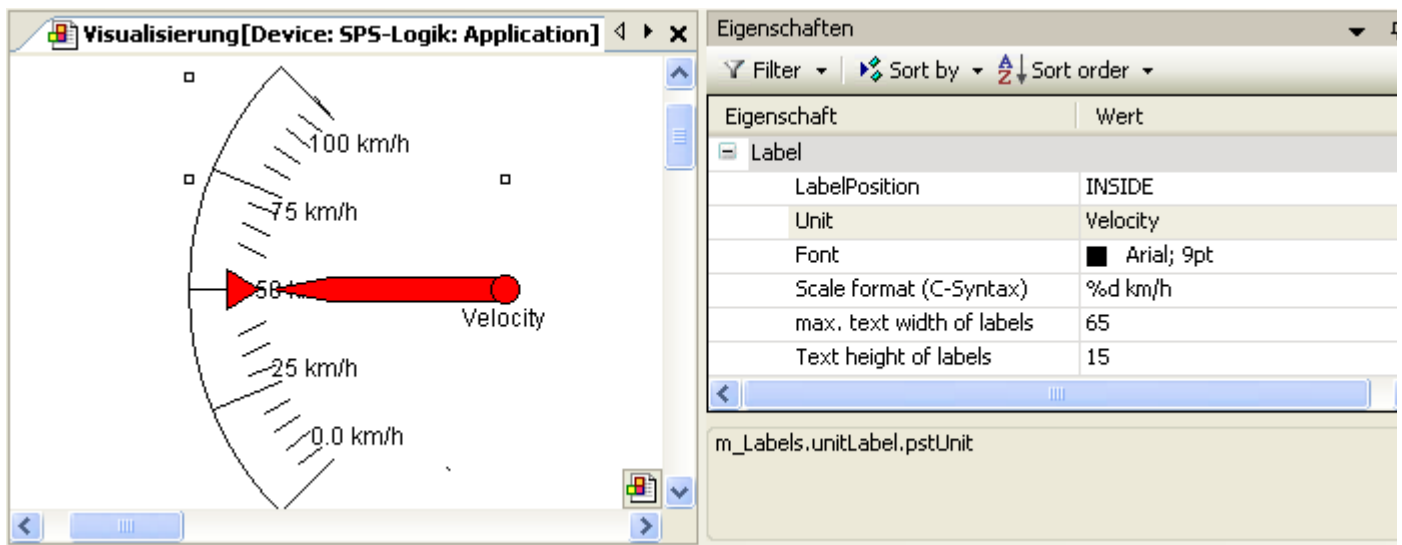 Visualisierung[Device: SPS-Logik: Application]
100 km/h
75 km/h
50 k
Velocity
25 km/h
0.0 km/h
Eigenschaften
Filter Sort by Sort order
Eigenschaft Wert
Label
LabelPosition INSIDE
Unit Velocity
Font Arial; 9pt
Scale format (C-Syntax) %d km/h
max. text width of labels 65
Text height of labels 15
m_Labels.unitLabel.pstUnit